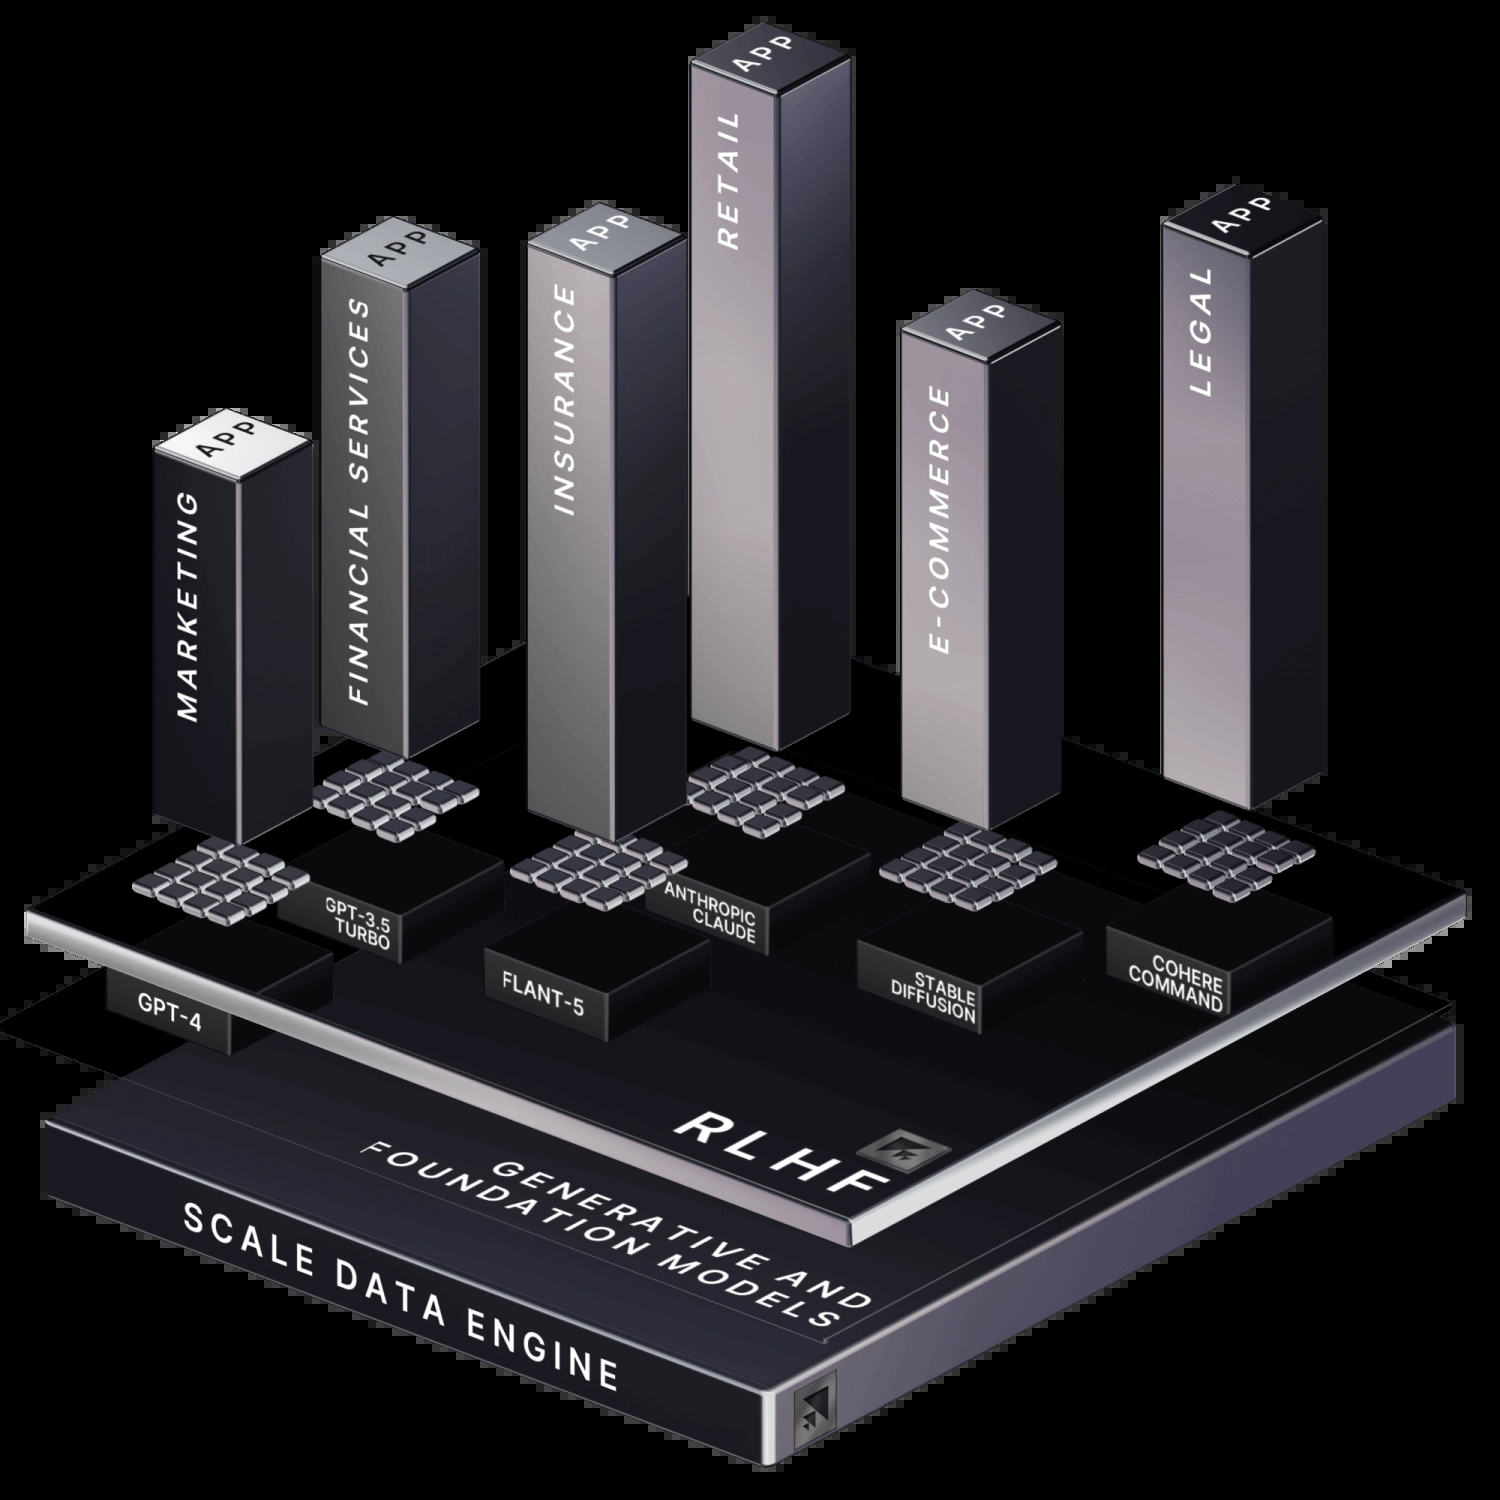 APP
RETAIL
APP
LEGAL
APP
INSURANCE
APP
FINANCIAL SERVICES
APP
E-COMMERCE
APP
MARKETING
GPT-3.5
TURBO
ANTHROPIC
CLAUDE
GPT-4
FLANT-5
STABLE
DIFFUSION
COHERE
COMMAND
RLHF
GENERATIVE AND
FOUNDATION MODELS
SCALE DATA ENGINE